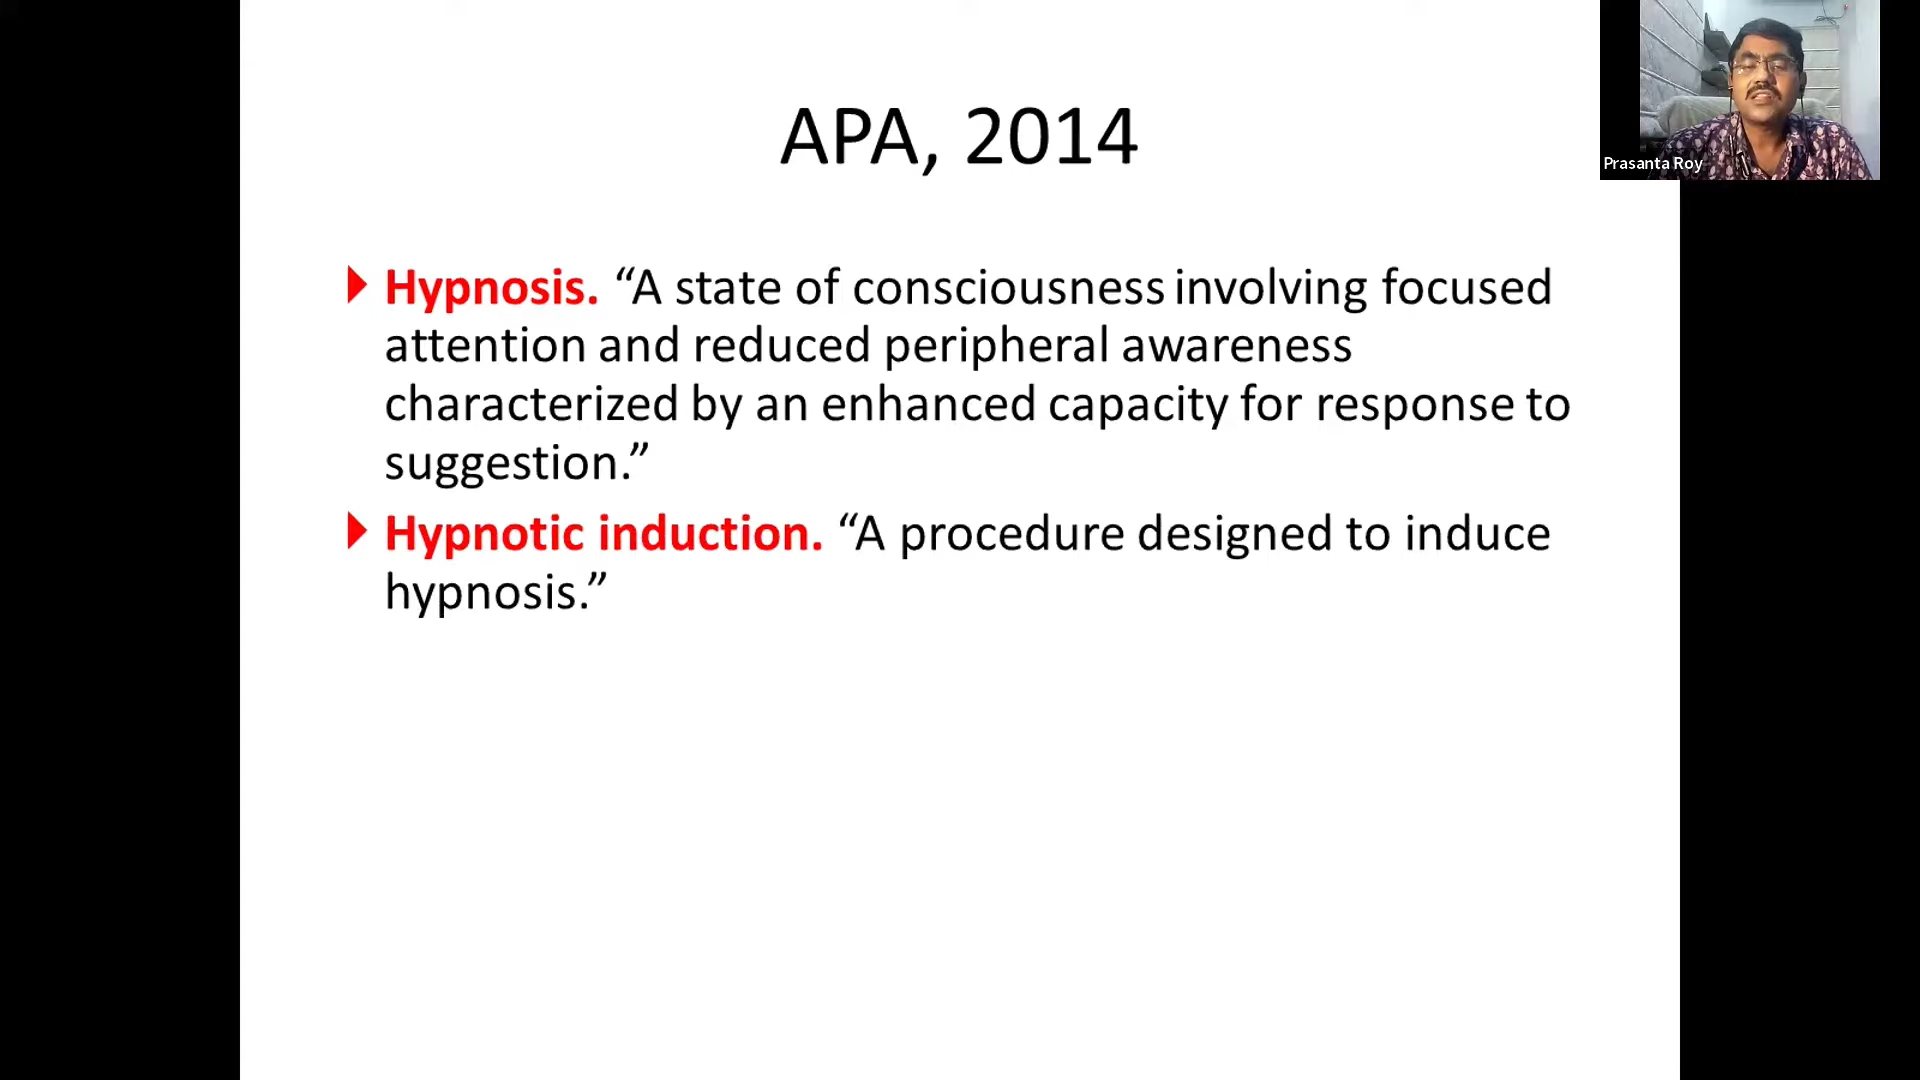 APA, 2014
Prasanta Roy
Hypnosis. “A state of consciousness involving focused
attention and reduced peripheral awareness
characterized by an enhanced capacity for response to
suggestion.”
Hypnotic induction. “A procedure designed to induce
hypnosis.”